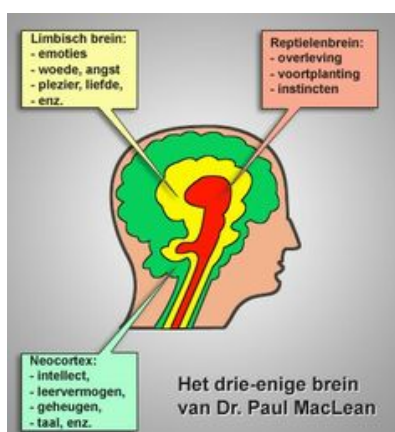 Limbisch brein:
- emoties
- woede, angst
- plezier, liefde,
- enz.
Reptielenbrein:
- overleving
- voortplanting
- instincten
Neocortex:
- intellect,
- leervermogen,
- geheugen,
- taal, enz.
Het drie-enige brein
van Dr. Paul MacLean